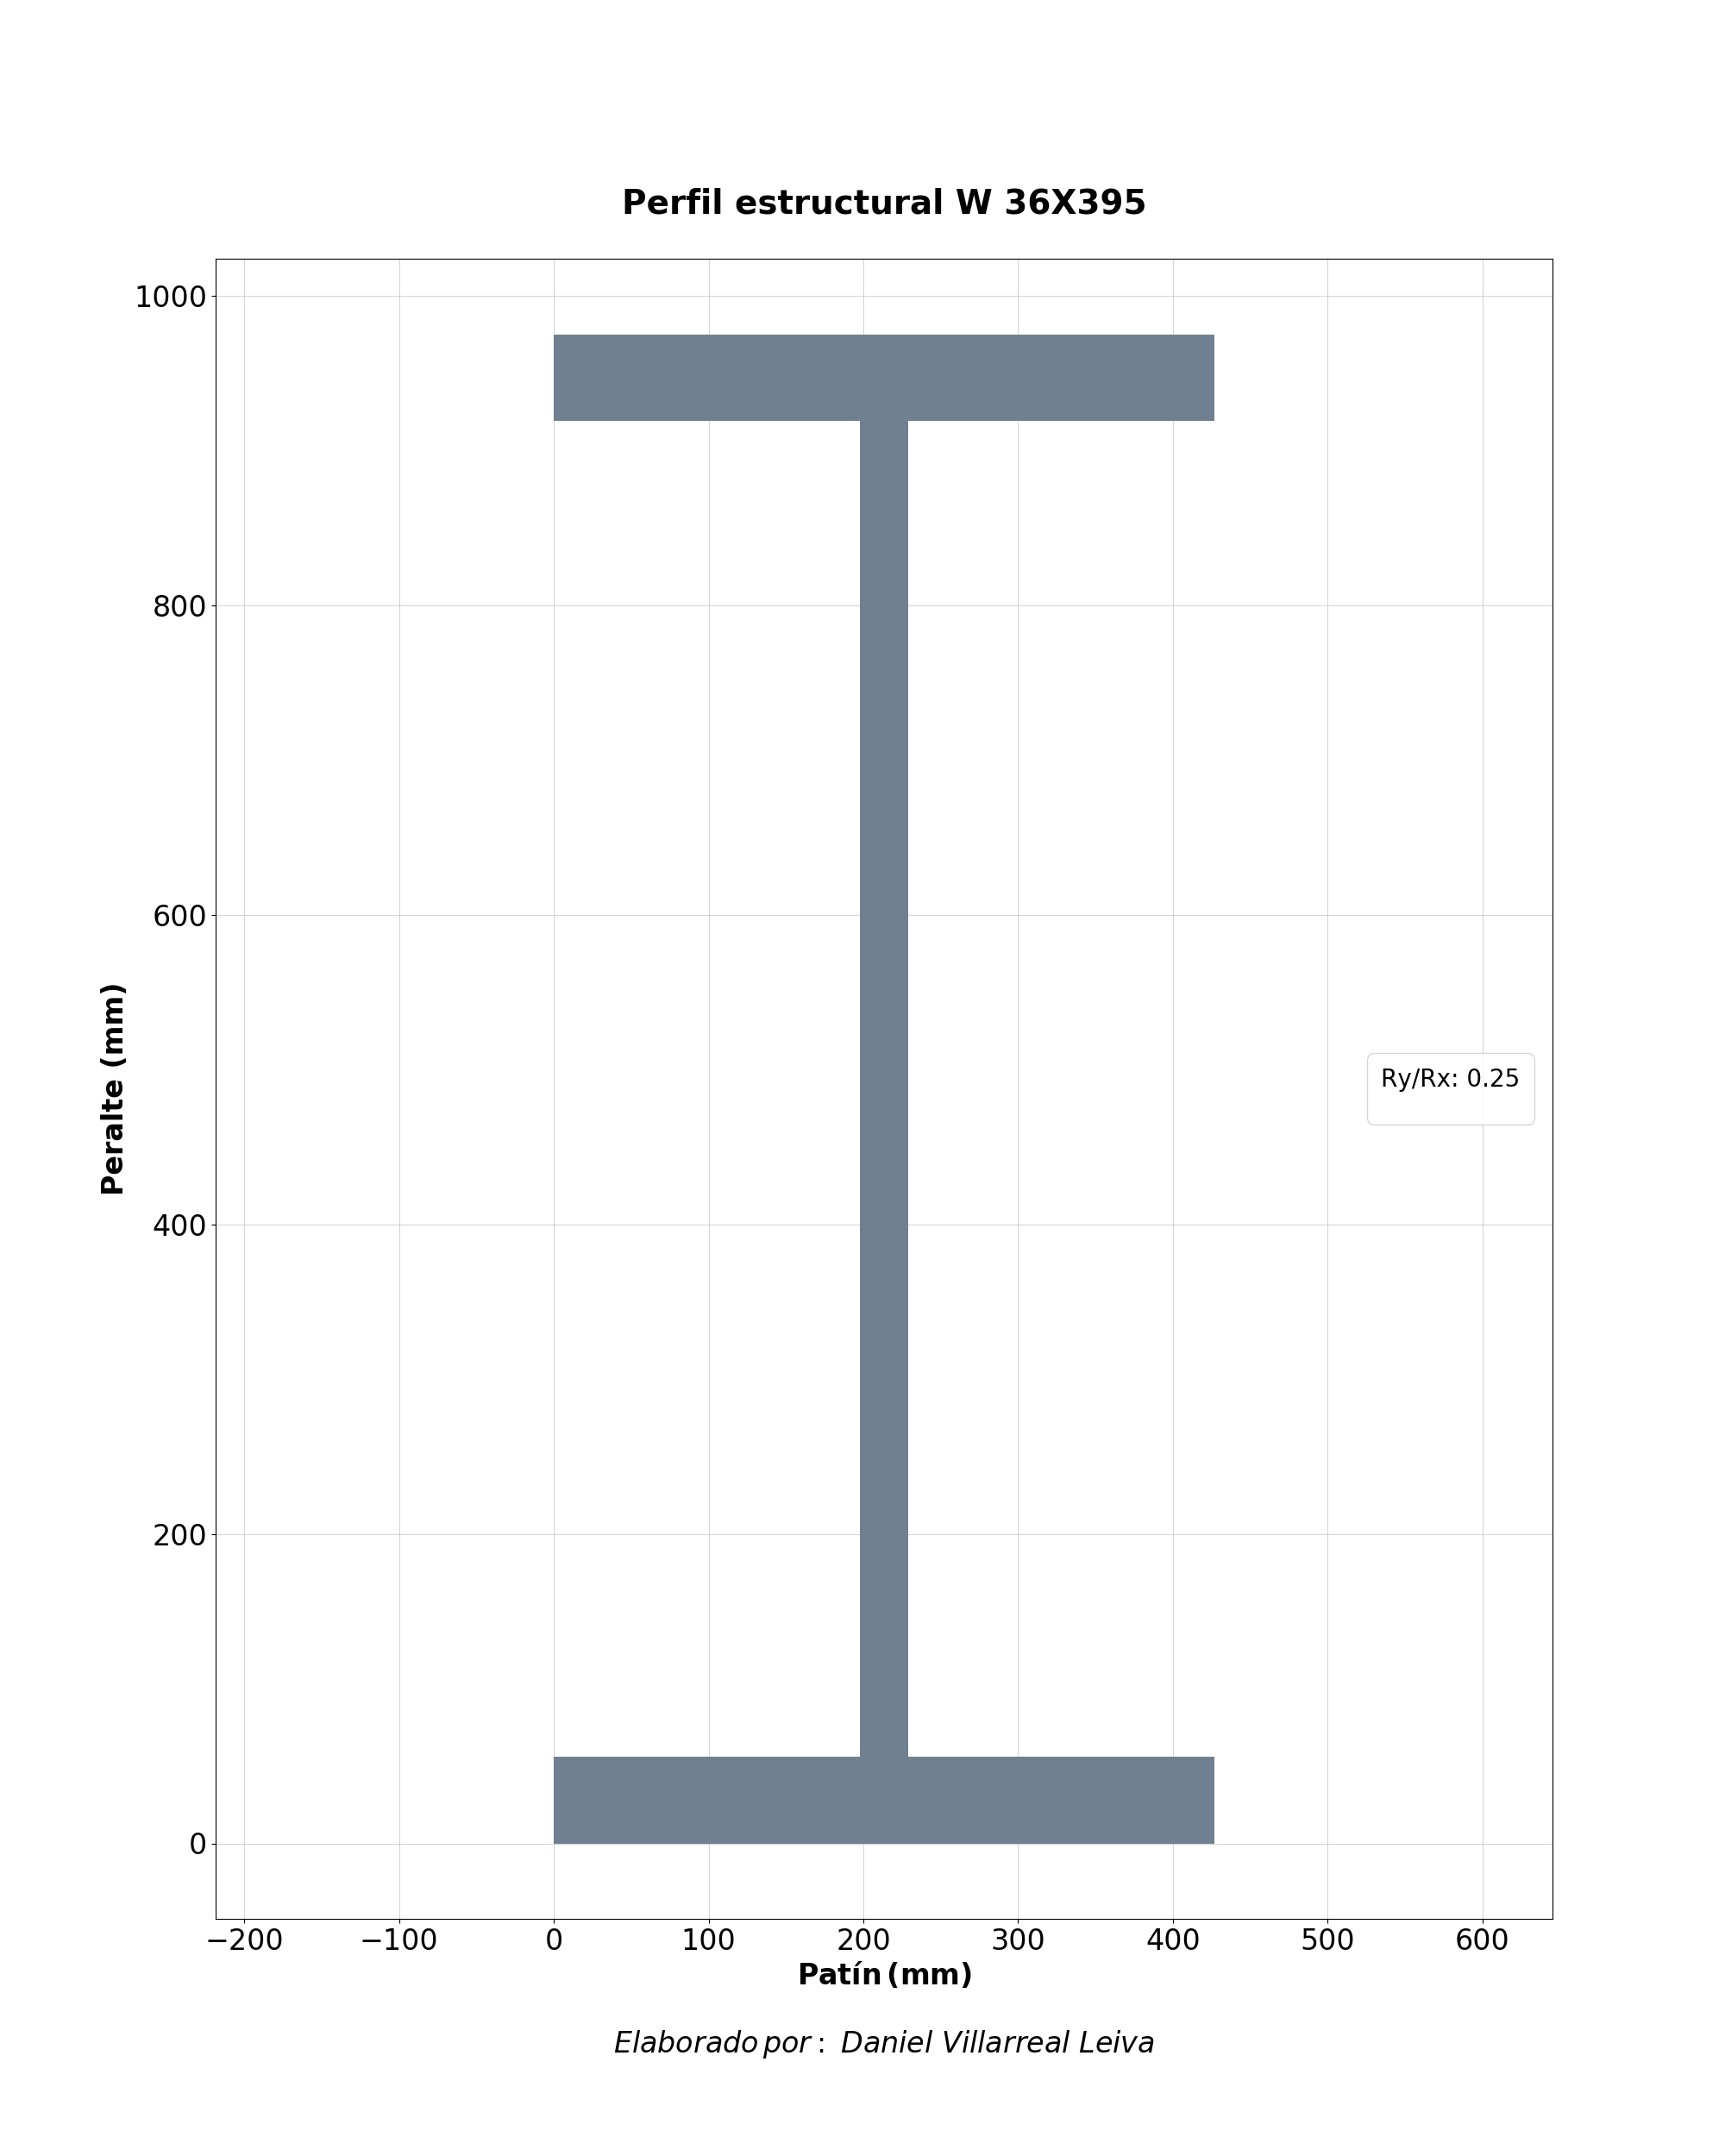 Perfil estructural W 36X395
1000
800
600
400
200
0
Peralte (mm)
Ry/Rx: 0.25
−200 −100 0 100 200 300 400 500 600
Patín (mm)
Elaborado por: Daniel Villarreal Leiva